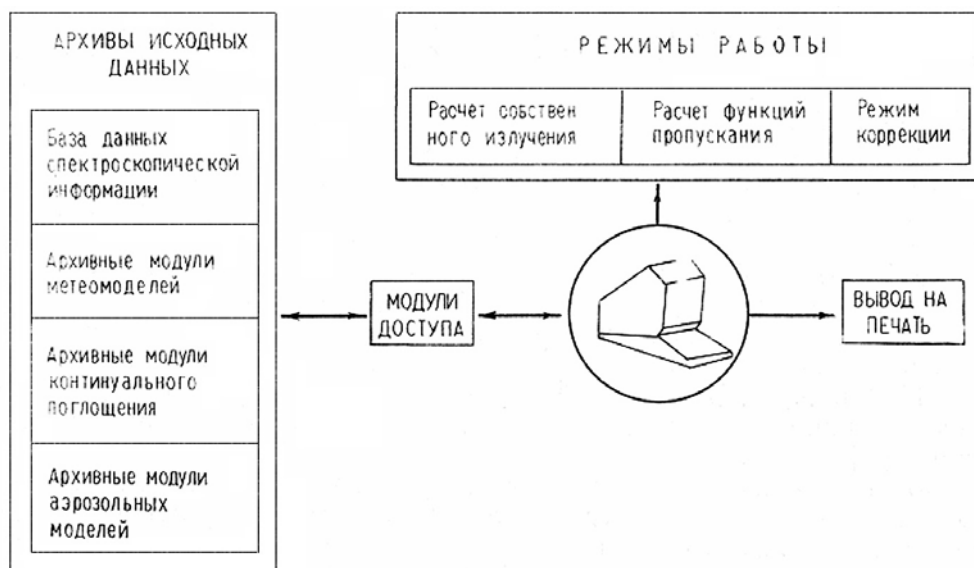 АРХИВЫ ИСХОДНЫХ
ДАННЫХ
База данных
спектроскопической
информации
Архивные модули
метеомоделей
Архивные модули
континуального
поглощения
Архивные модули
аэрозольных
моделей
РЕЖИМЫ РАБОТЫ
Расчет собствен
ного излучения
Расчет функций
пропускания
Режим
коррекции
МОДУЛИ
ДОСТУПА
ВЫВОД НА
ПЕЧАТЬ